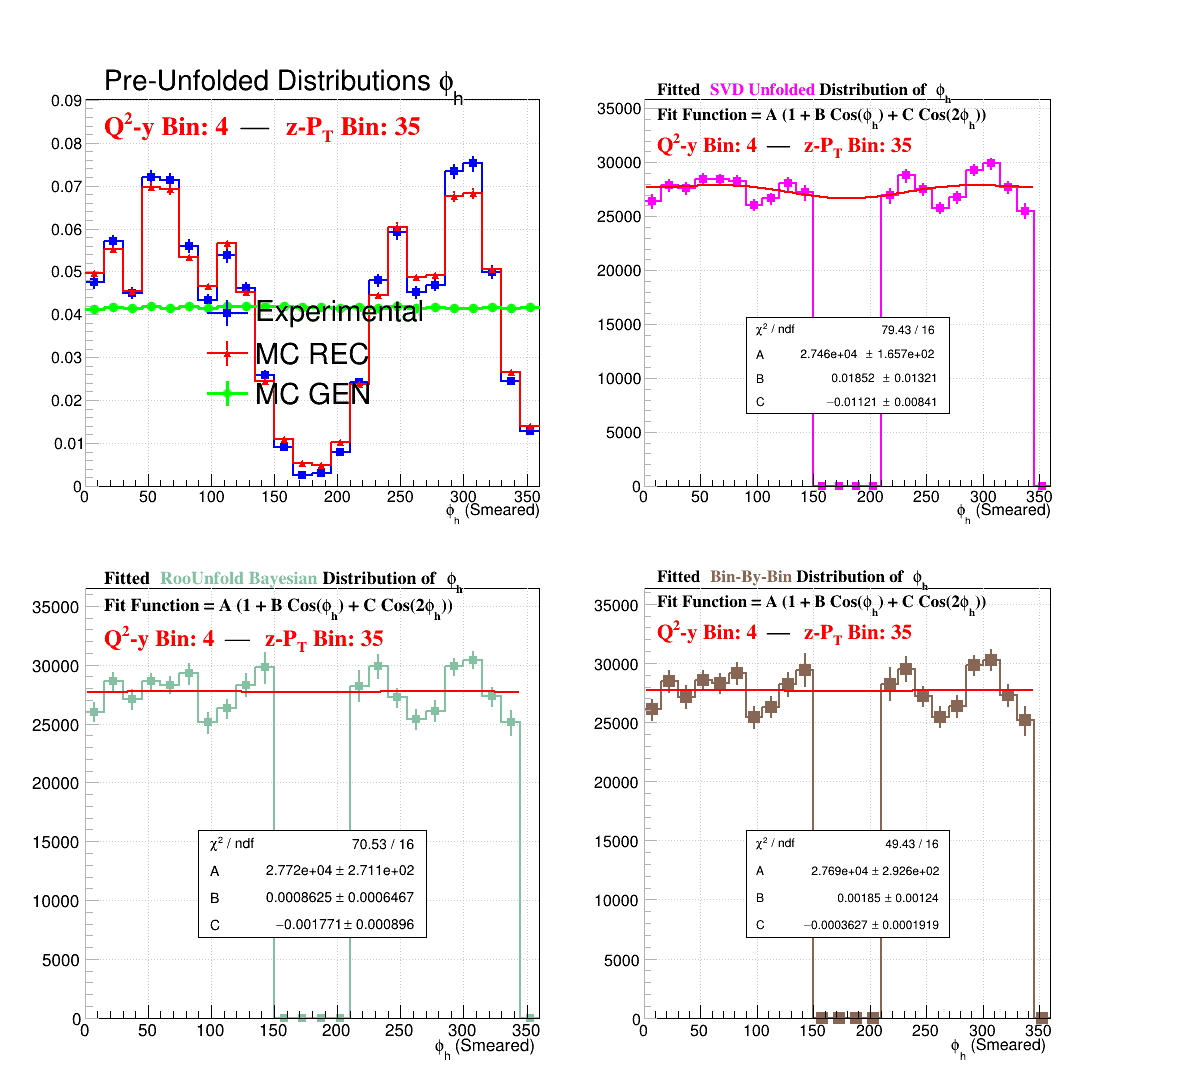 Pre-Unfolded Distributions ϕh
Q²-y Bin: 4 — z-PT Bin: 35
0.09
0.08
0.07
0.06
0.05
0.04
0.03
0.02
0.01
0
Experimental
MC REC
MC GEN
0 50 100 150 200 250 300 350
ϕh (Smeared)
Fitted SVD Unfolded Distribution of ϕh
Fit Function = A (1 + B Cos(ϕh) + C Cos(2ϕh))
Q²-y Bin: 4 — z-PT Bin: 35
35000
30000
25000
20000
15000
10000
5000
0
χ² / ndf 79.43 / 16
A 2.746e+04 ± 1.657e+02
B 0.01852 ± 0.01321
C −0.01121 ± 0.00841
0 50 100 150 200 250 300 350
ϕh (Smeared)
Fitted RooUnfold Bayesian Distribution of ϕh
Fit Function = A (1 + B Cos(ϕh) + C Cos(2ϕh))
Q²-y Bin: 4 — z-PT Bin: 35
35000
30000
25000
20000
15000
10000
5000
0
χ² / ndf 70.53 / 16
A 2.772e+04 ± 2.711e+02
B 0.0008625 ± 0.0006467
C −0.001771 ± 0.000896
0 50 100 150 200 250 300 350
ϕh (Smeared)
Fitted Bin-By-Bin Distribution of ϕh
Fit Function = A (1 + B Cos(ϕh) + C Cos(2ϕh))
Q²-y Bin: 4 — z-PT Bin: 35
35000
30000
25000
20000
15000
10000
5000
0
χ² / ndf 49.43 / 16
A 2.769e+04 ± 2.926e+02
B 0.00185 ± 0.00124
C −0.0003627 ± 0.0001919
0 50 100 150 200 250 300 350
ϕh (Smeared)